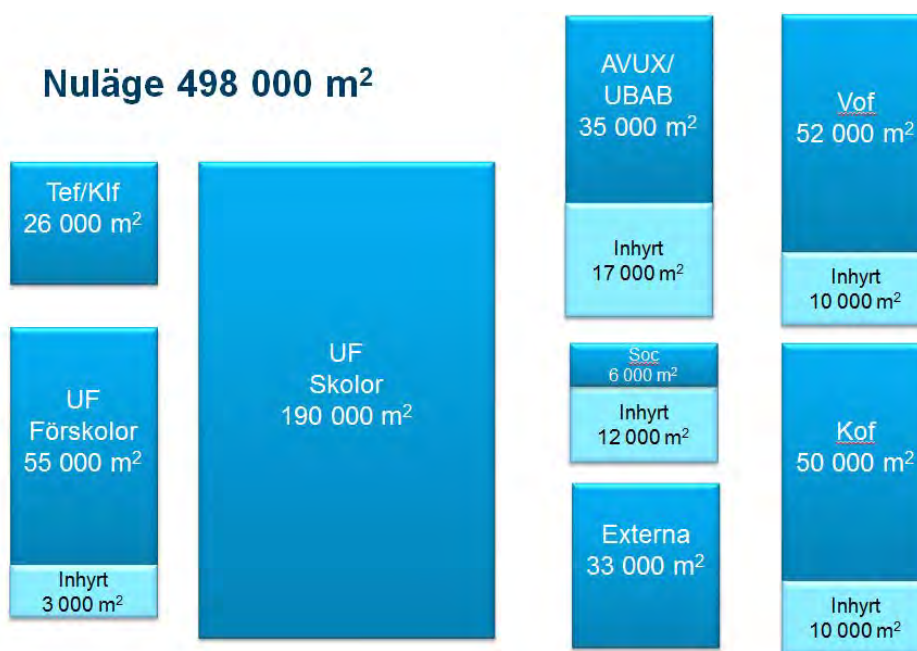 Nuläge 498 000 m²
Tef/Klf
26 000 m²
UF
Förskolor
55 000 m²
Inhyrt
3 000 m²
UF
Skolor
190 000 m²
AVUX/
UBAB
35 000 m²
Inhyrt
17 000 m²
Soc
6 000 m²
Inhyrt
12 000 m²
Externa
33 000 m²
Vof
52 000 m²
Inhyrt
10 000 m²
Kof
50 000 m²
Inhyrt
10 000 m²